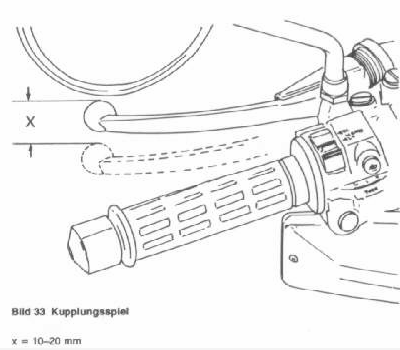 X
Bild 33 Kupplungsspiel
x = 10–20 mm